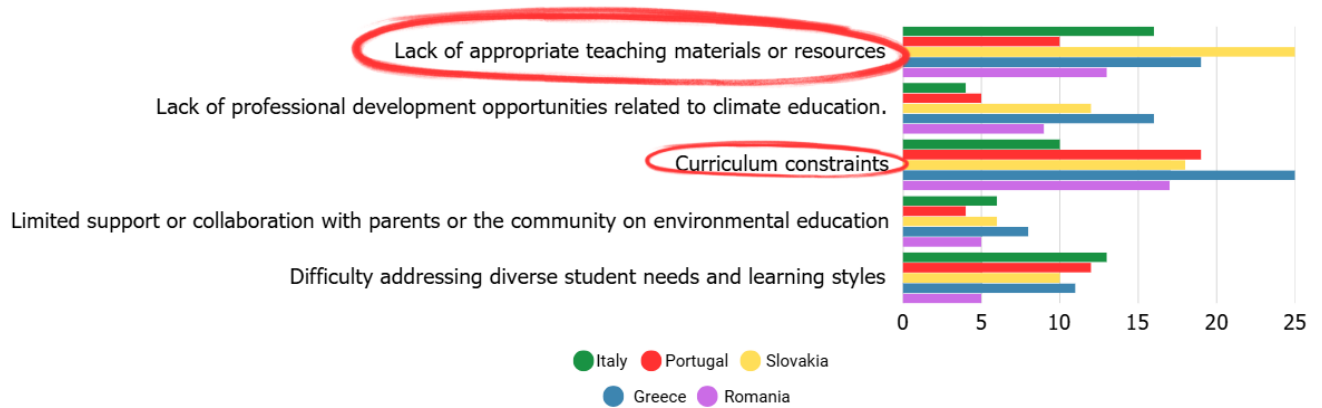 Lack of appropriate teaching materials or resources
Lack of professional development opportunities related to climate education.
Curriculum constraints
Limited support or collaboration with parents or the community on environmental education
Difficulty addressing diverse student needs and learning styles
0 5 10 15 20 25
Italy Portugal Slovakia
Greece Romania